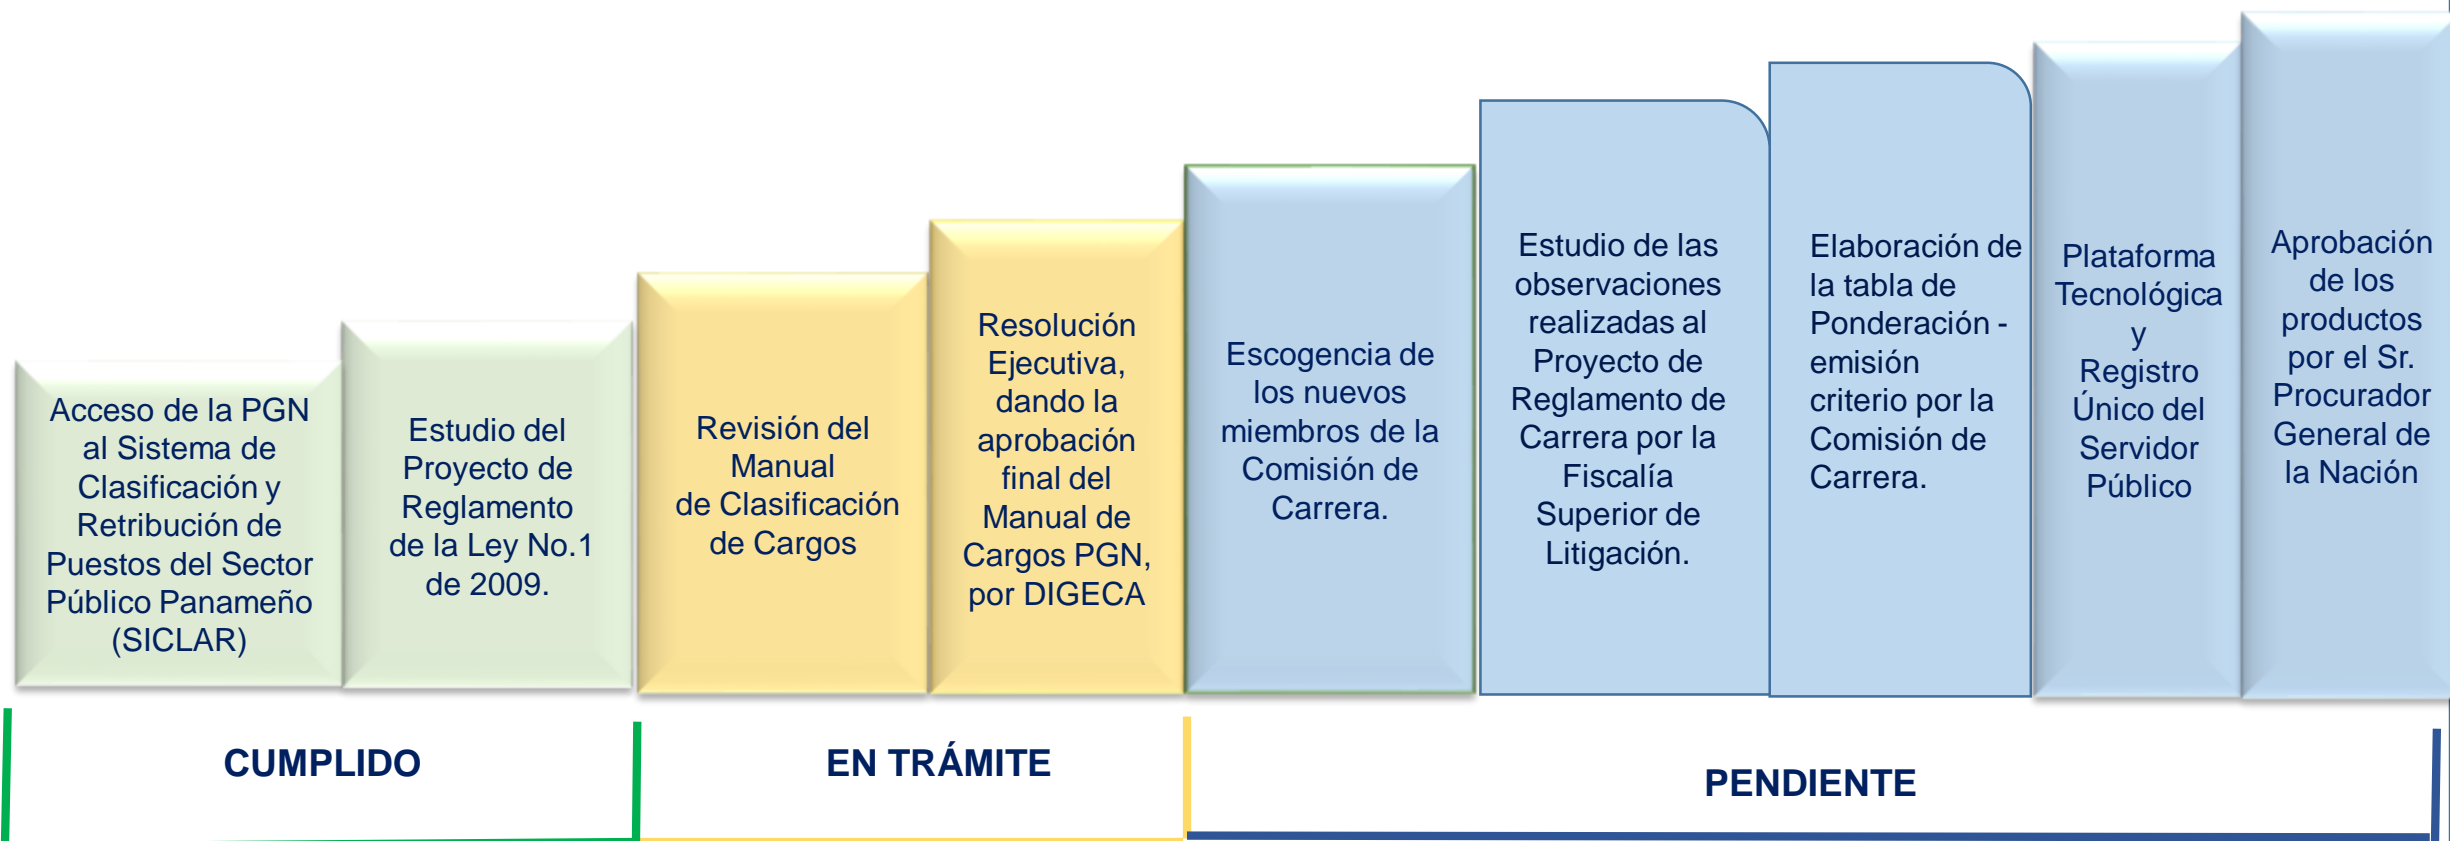 Acceso de la PGN
al Sistema de
Clasificación y
Retribución de
Puestos del Sector
Público Panameño
(SICLAR)
Estudio del
Proyecto de
Reglamento
de la Ley No.1
de 2009.
Revisión del
Manual
de Clasificación
de Cargos
Resolución
Ejecutiva,
dando la
aprobación
final del
Manual de
Cargos PGN,
por DIGECA
Escogencia de
los nuevos
miembros de la
Comisión de
Carrera.
Estudio de las
observaciones
realizadas al
Proyecto de
Reglamento de
Carrera por la
Fiscalía
Superior de
Litigación.
Elaboración de
la tabla de
Ponderación -
emisión
criterio por la
Comisión de
Carrera.
Plataforma
Tecnológica
y
Registro
Único del
Servidor
Público
Aprobación
de los
productos
por el Sr.
Procurador
General de
la Nación
CUMPLIDO
EN TRÁMITE
PENDIENTE